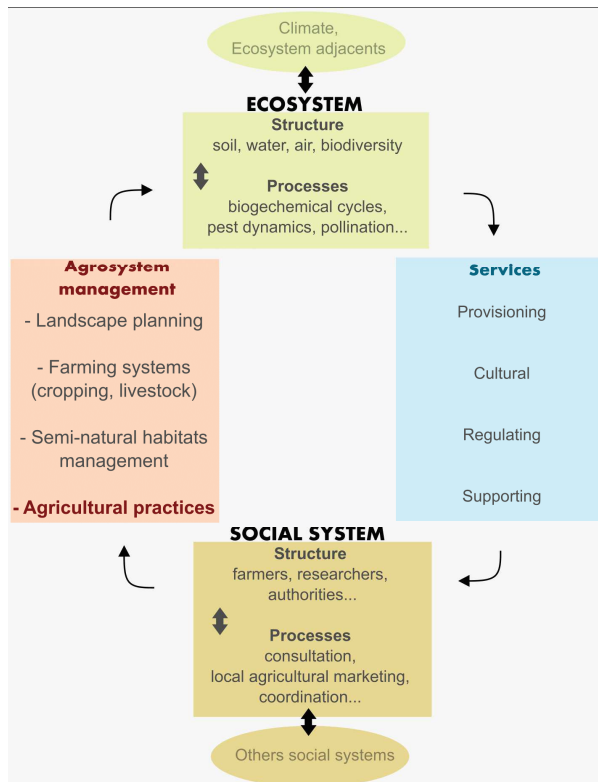 Climate,
Ecosystem adjacents
ECOSYSTEM
Structure
soil, water, air, biodiversity
Processes
biogechemical cycles,
pest dynamics, pollination...
Agrosystem
management
- Landscape planning
- Farming systems
(cropping, livestock)
- Semi-natural habitats
management
- Agricultural practices
Services
Provisioning
Cultural
Regulating
Supporting
SOCIAL SYSTEM
Structure
farmers, researchers,
authorities...
Processes
consultation,
local agricultural marketing,
coordination...
Others social systems